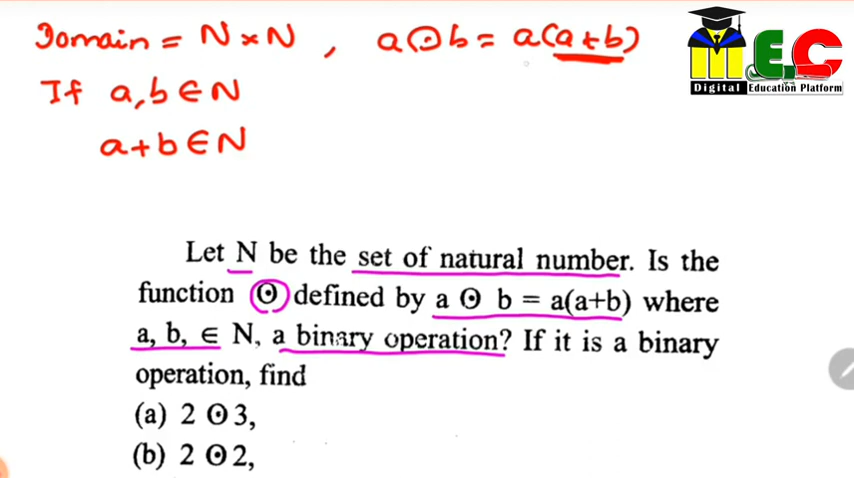 Domain = N × N , a ⊙ b = a(a+b)
If a, b ∈ N
a + b ∈ N
MEC
Digital Education Platform
Let N be the set of natural number. Is the
function ⊙ defined by a ⊙ b = a(a+b) where
a, b, ∈ N, a binary operation? If it is a binary
operation, find
(a) 2 ⊙ 3,
(b) 2 ⊙ 2,